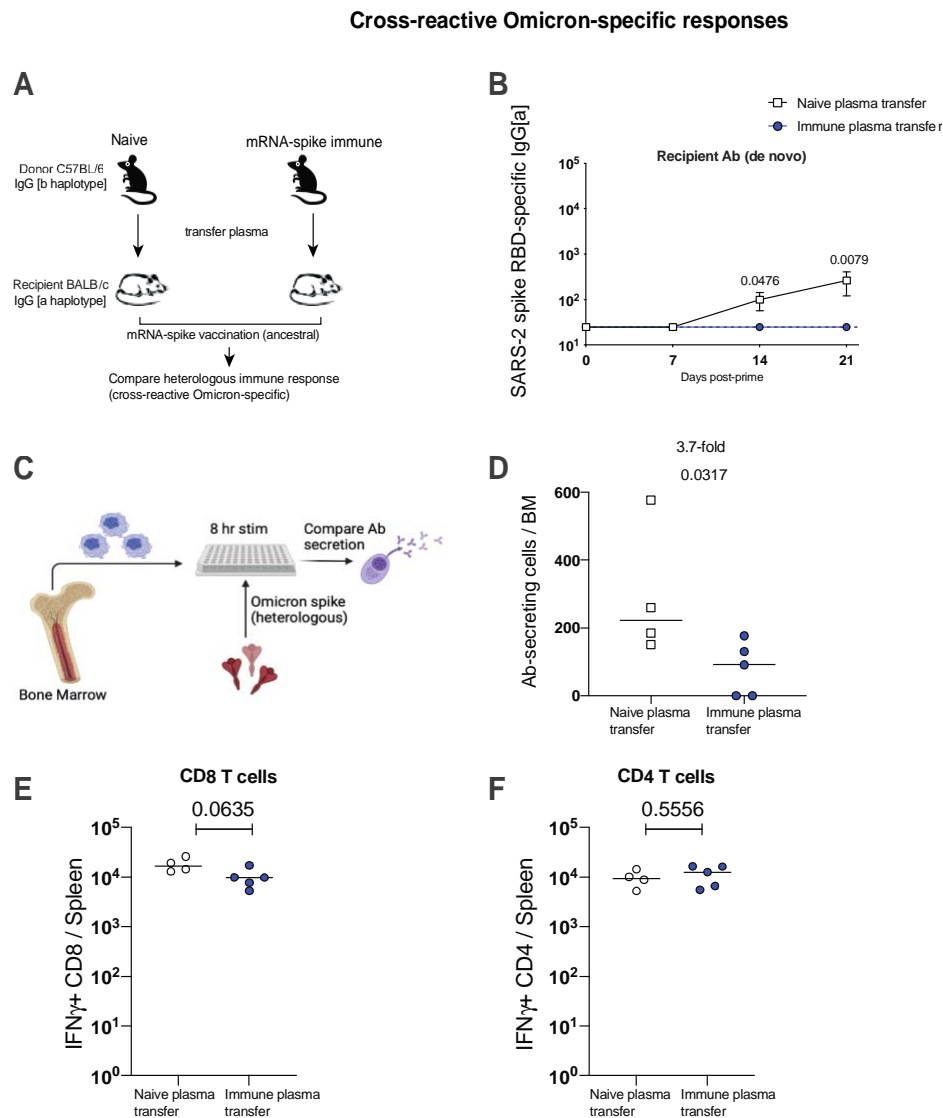 Cross-reactive Omicron-specific responses
A
Naive
mRNA-spike immune
Donor C57BL/6
IgG [b haplotype]
transfer plasma
Recipient BALB/c
IgG [a haplotype]
mRNA-spike vaccination (ancestral)
Compare heterologous immune response
(cross-reactive Omicron-specific)
B
Naive plasma transfer
Immune plasma transfer
Recipient Ab (de novo)
SARS-2 spike RBD-specific IgG[a]
10⁵
10⁴
10³
10²
10¹
0.0476
0.0079
0 7 14 21
Days post-prime
C
8 hr stim
Compare Ab
secretion
Omicron spike
(heterologous)
Bone Marrow
D
3.7-fold
0.0317
Ab-secreting cells / BM
600
400
200
0
Naive plasma
transfer
Immune plasma
transfer
E
CD8 T cells
0.0635
IFNγ+ CD8 / Spleen
10⁵
10⁴
10³
10²
10¹
10⁰
Naive plasma
transfer
Immune plasma
transfer
F
CD4 T cells
0.5556
IFNγ+ CD4 / Spleen
10⁵
10⁴
10³
10²
10¹
10⁰
Naive plasma
transfer
Immune plasma
transfer